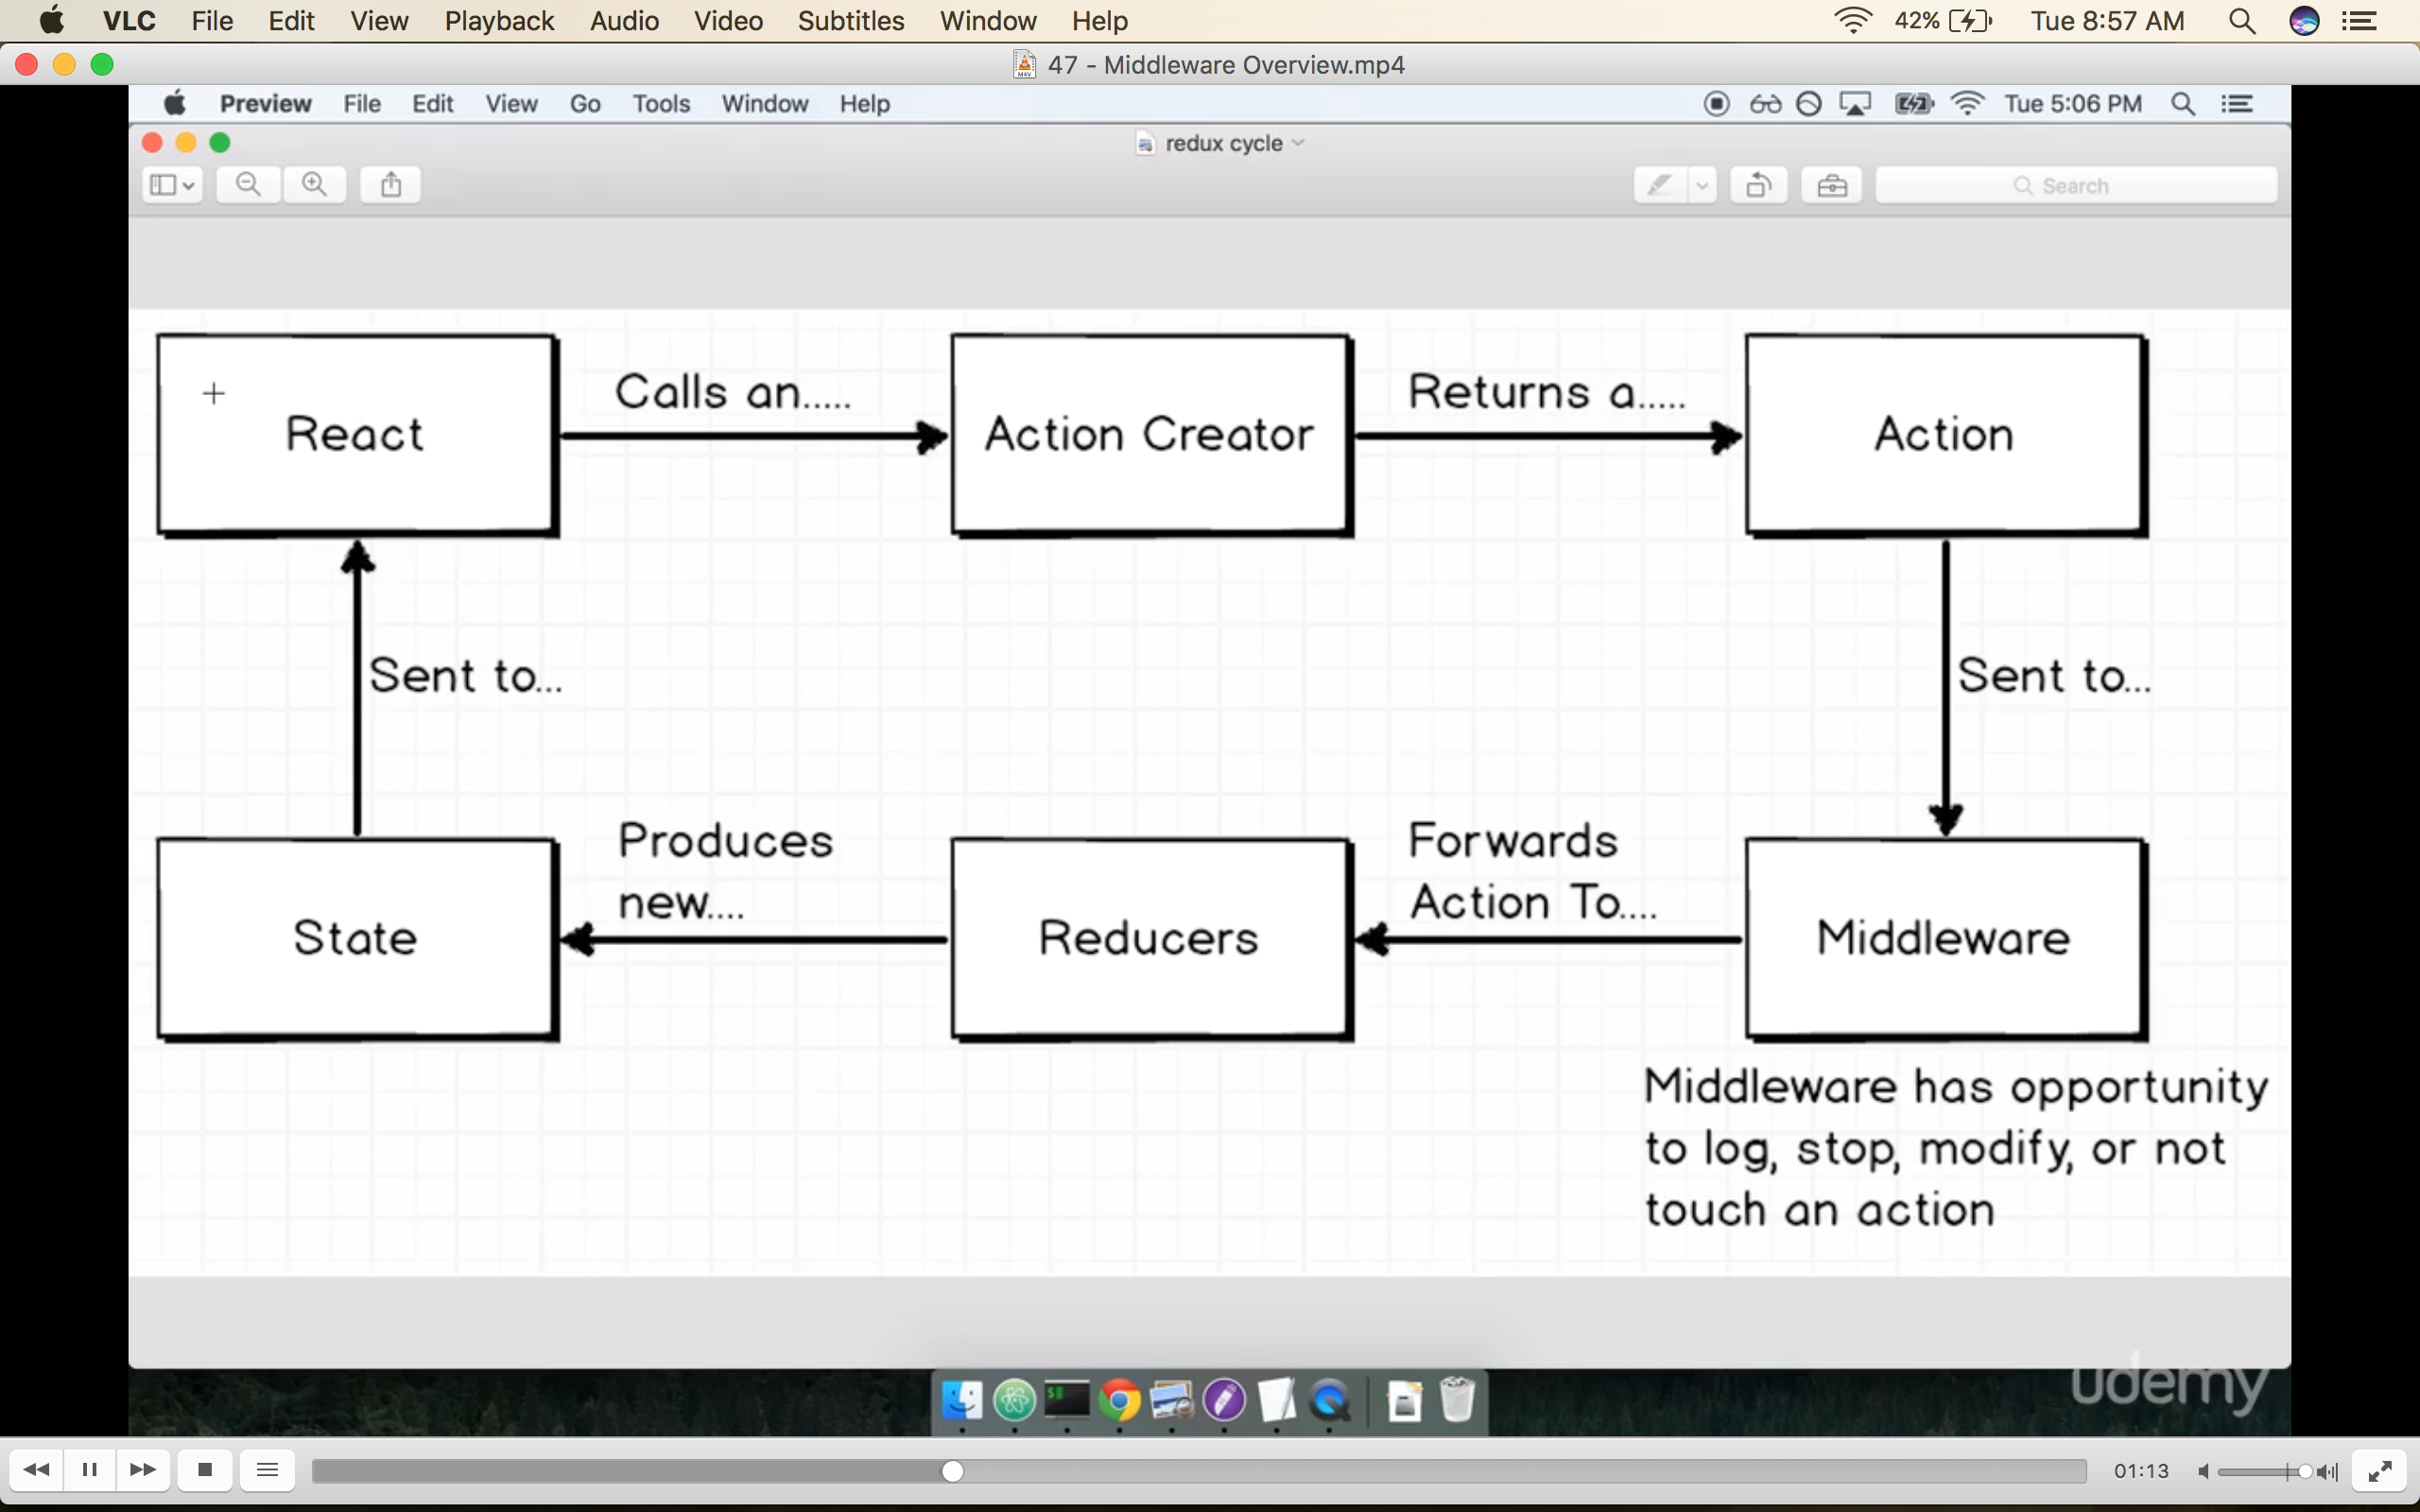 VLC File Edit View Playback Audio Video Subtitles Window Help 42% Tue 8:57 AM
47 - Middleware Overview.mp4
Preview File Edit View Go Tools Window Help Tue 5:06 PM
redux cycle
Search
Calls an.....
Returns a.....
React
Action Creator
Action
Sent to...
Sent to...
Produces
new....
Forwards
Action To....
State
Reducers
Middleware
Middleware has opportunity
to log, stop, modify, or not
touch an action
udemy
01:13